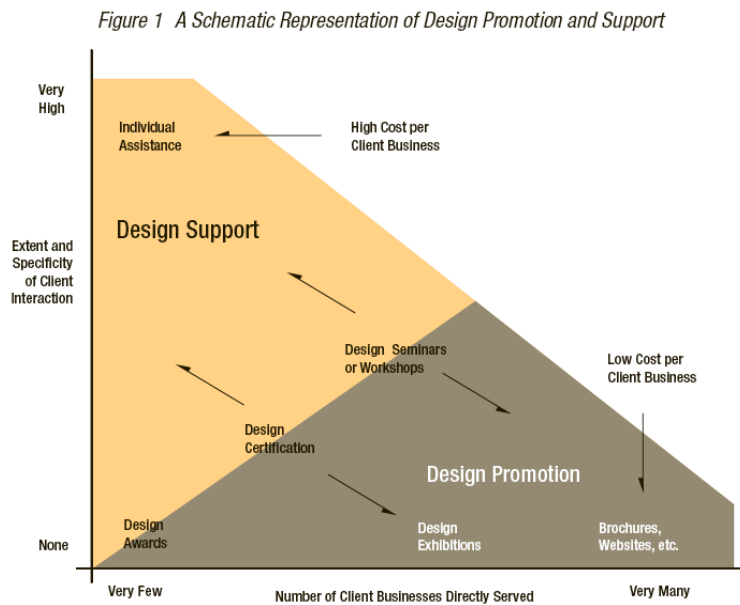 Figure 1 A Schematic Representation of Design Promotion and Support
Very
High
Individual
Assistance
High Cost per
Client Business
Design Support
Extent and
Specificity
of Client
Interaction
Design Seminars
or Workshops
Low Cost per
Client Business
Design
Certification
Design Promotion
Design
Awards
Design
Exhibitions
Brochures,
Websites, etc.
None
Very Few
Number of Client Businesses Directly Served
Very Many